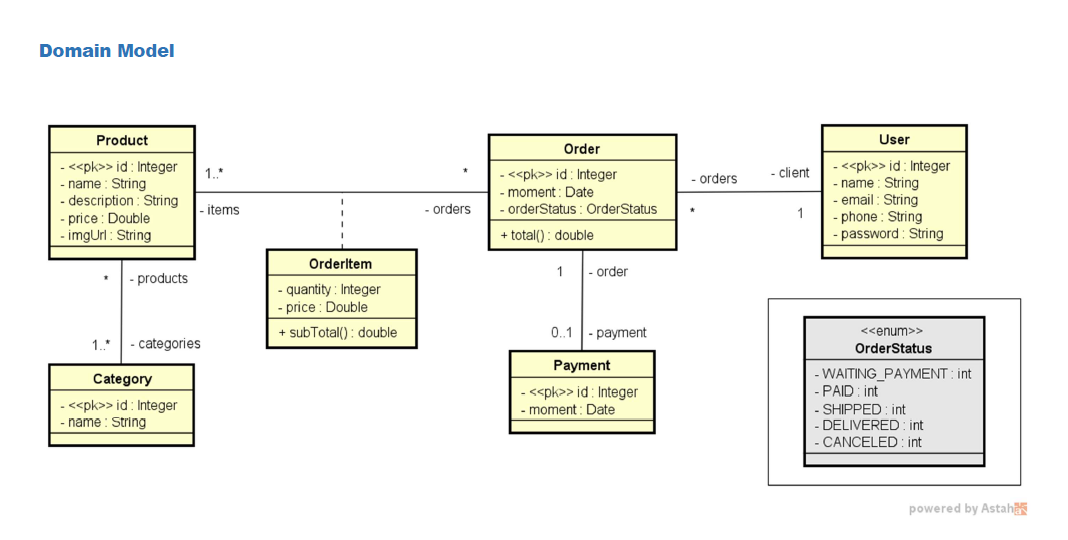 Domain Model
Product
- <<pk>> id : Integer
- name : String
- description : String
- price : Double
- imgUrl : String
1..*
- items
*
- orders
Order
- <<pk>> id : Integer
- moment : Date
- orderStatus : OrderStatus
+ total() : double
- orders
*
- client
1
User
- <<pk>> id : Integer
- name : String
- email : String
- phone : String
- password : String
OrderItem
- quantity : Integer
- price : Double
+ subTotal() : double
* - products
1..* - categories
Category
- <<pk>> id : Integer
- name : String
1 - order
0..1 - payment
Payment
- <<pk>> id : Integer
- moment : Date
<<enum>>
OrderStatus
- WAITING_PAYMENT : int
- PAID : int
- SHIPPED : int
- DELIVERED : int
- CANCELED : int
powered by Astah